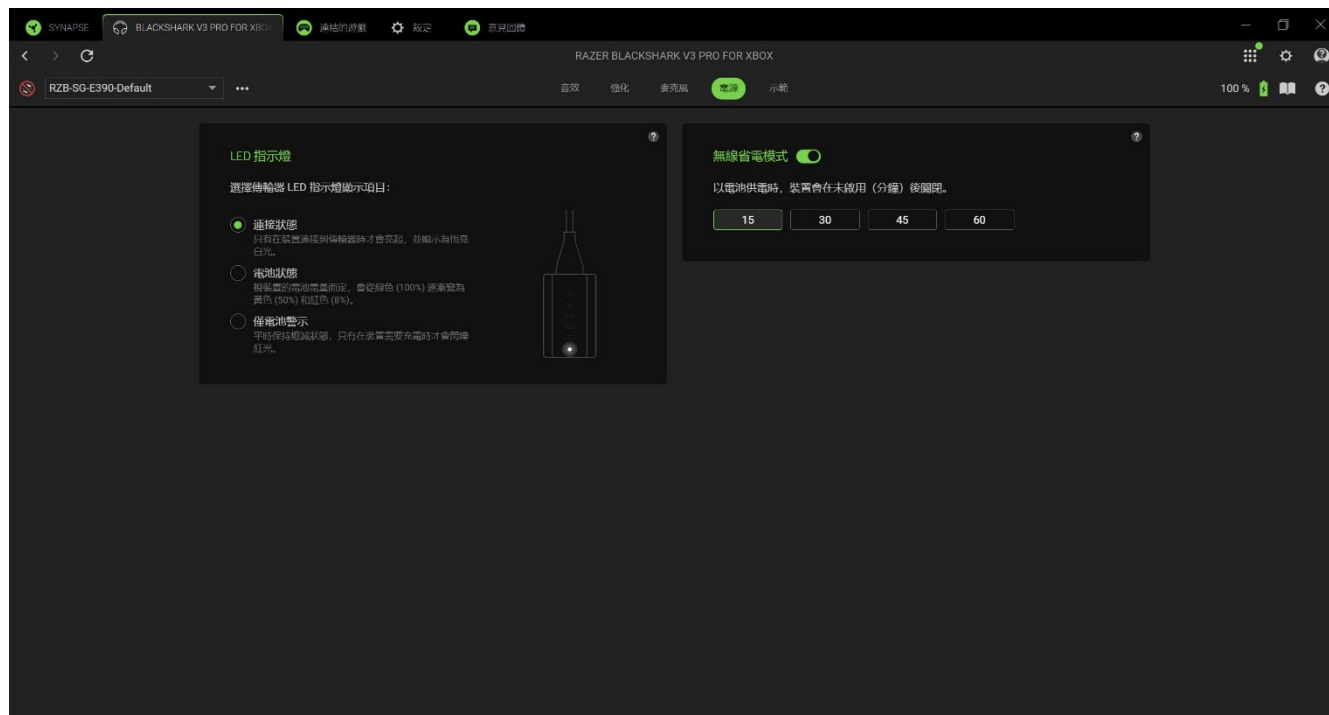 SYNAPSE
BLACKSHARK V3 PRO FOR XBOX
連結的遊戲
設定
意見回饋
RAZER BLACKSHARK V3 PRO FOR XBOX
RZB-SG-E390-Default
音效
強化
麥克風
電源
示範
100 %
LED 指示燈
選擇傳輸器 LED 指示燈顯示項目：
連接狀態
只有在裝置連接到傳輸器時才會亮起，並顯示為恆亮
白光。
電池狀態
視裝置的電池電量而定，會從綠色 (100%) 逐漸變為
黃色 (50%) 和紅色 (8%)。
僅電池警示
平時保持熄滅狀態，只有在裝置需要充電時才會閃爍
紅光。
無線省電模式
以電池供電時，裝置會在未啟用（分鐘）後關閉。
15
30
45
60